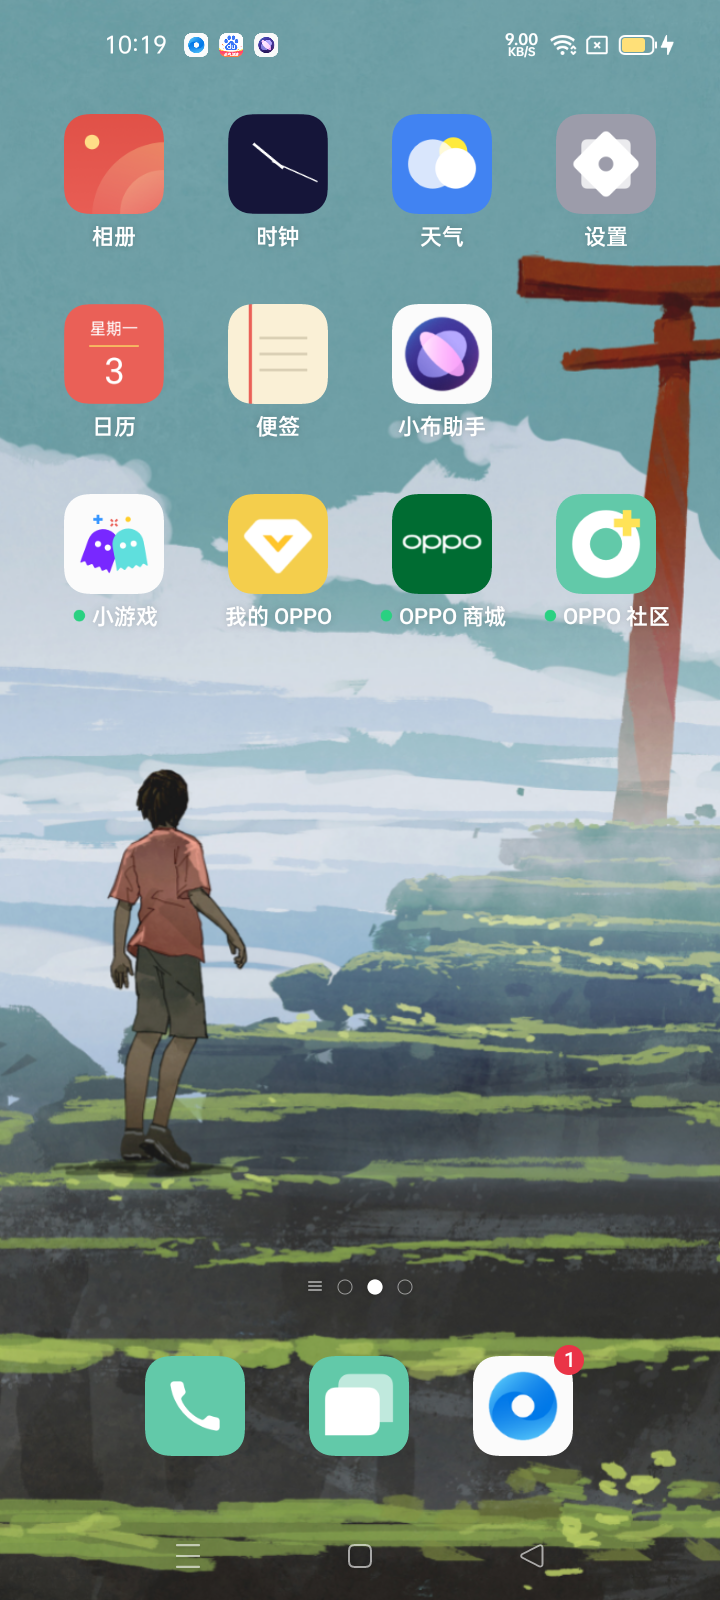 10:19
9.00
KB/S
相册
时钟
天气
设置
星期一
3
日历
便签
小布助手
oppo
小游戏
我的 OPPO
OPPO 商城
OPPO 社区
1